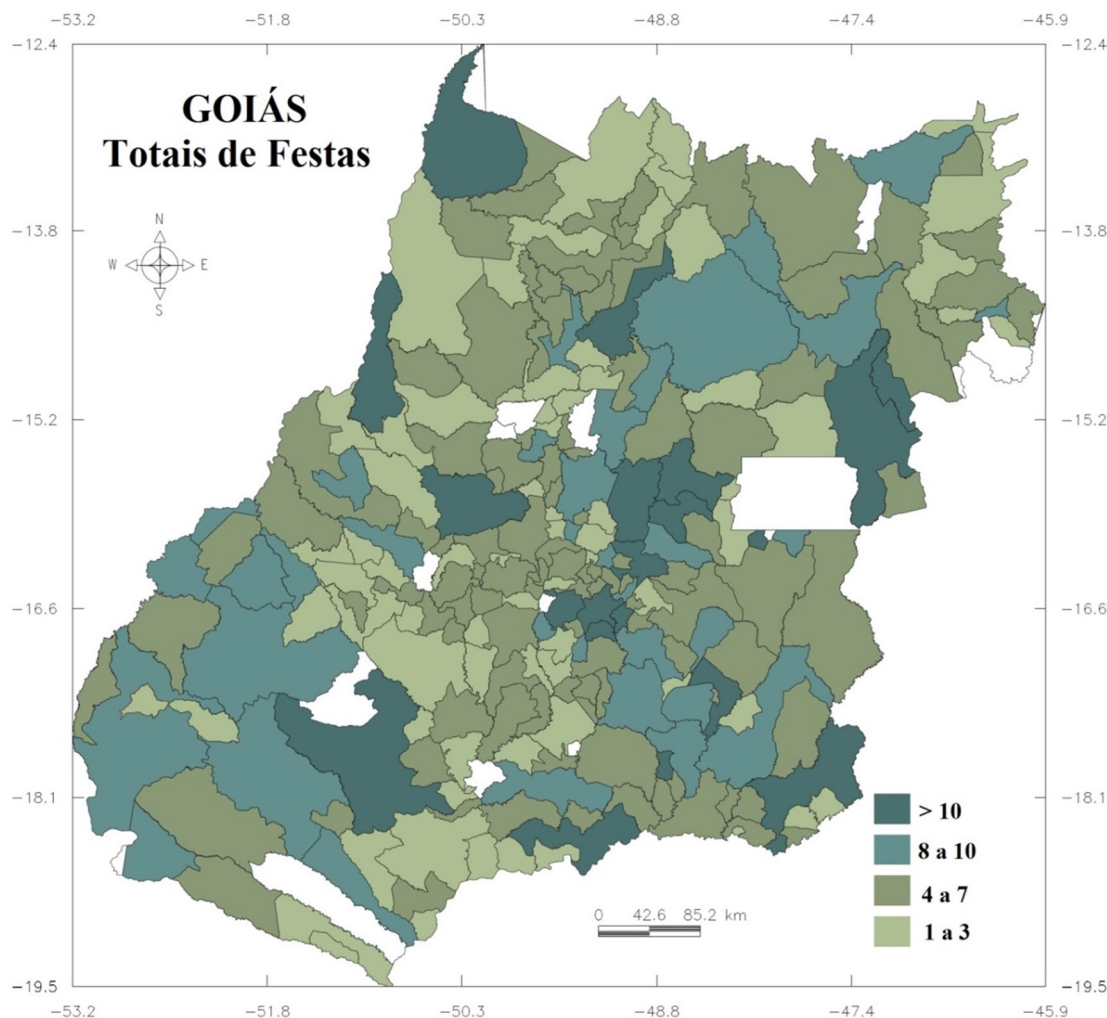 −53.2 −51.8 −50.3 −48.8 −47.4 −45.9
−12.4 −12.4
GOIÁS
Totais de Festas
N
W E
S
−13.8 −13.8
−15.2 −15.2
−16.6 −16.6
−18.1 −18.1
> 10
8 a 10
4 a 7
1 a 3
0 42.6 85.2 km
−19.5 −19.5
−53.2 −51.8 −50.3 −48.8 −47.4 −45.9